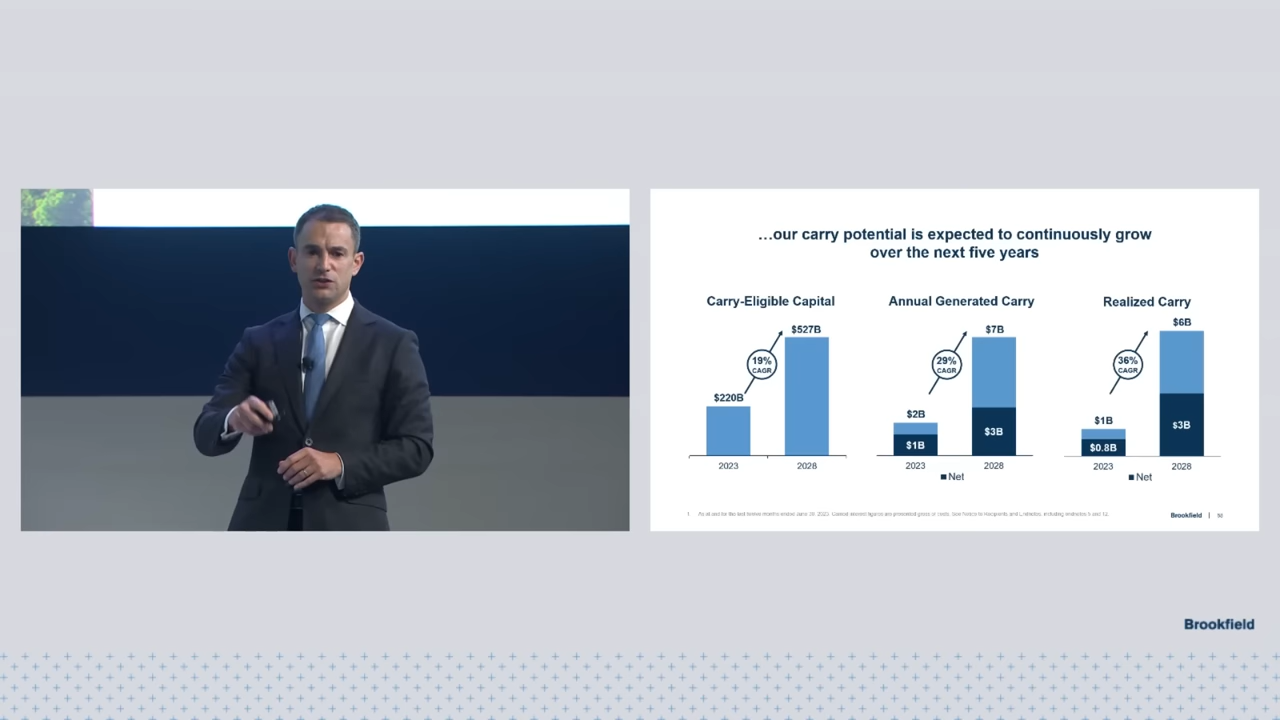 …our carry potential is expected to continuously grow
over the next five years
Carry-Eligible Capital
$527B
19%
CAGR
$220B
2023
2028
Annual Generated Carry
$7B
29%
CAGR
$2B
$1B
$3B
2023
2028
Net
Realized Carry
$6B
36%
CAGR
$1B
$0.8B
$3B
2023
2028
Net
Brookfield
Brookfield